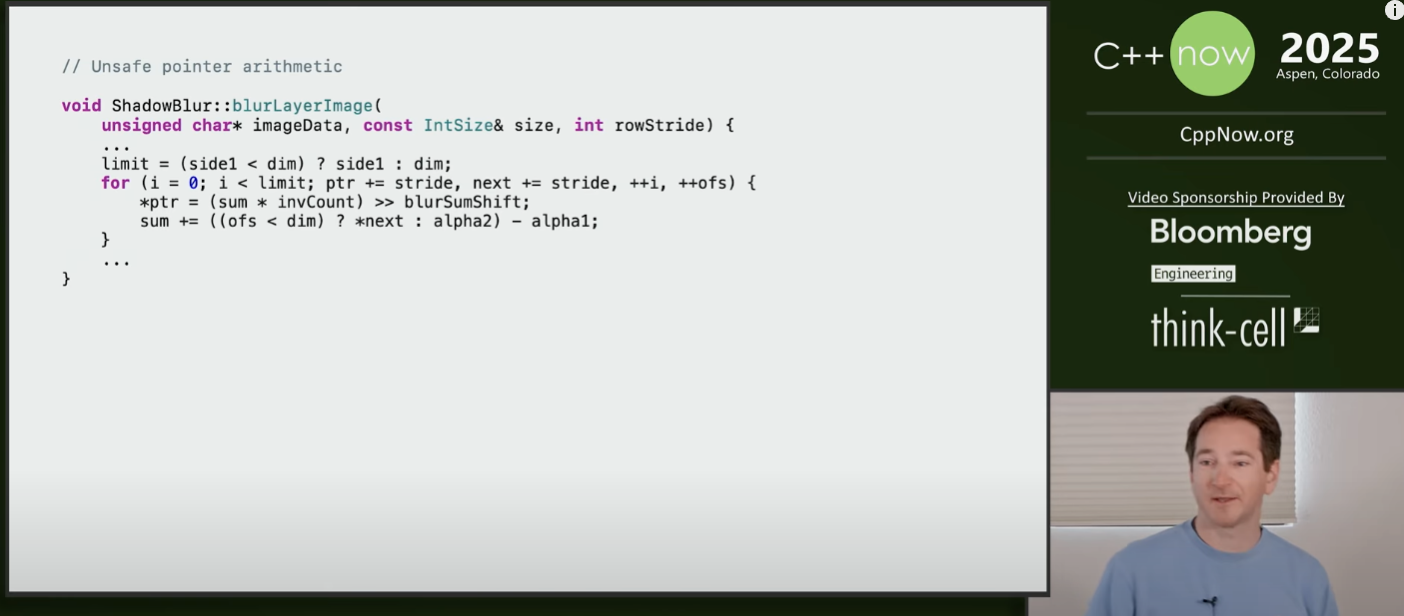 // Unsafe pointer arithmetic
void ShadowBlur::blurLayerImage(
unsigned char* imageData, const IntSize& size, int rowStride) {
...
limit = (side1 < dim) ? side1 : dim;
for (i = 0; i < limit; ptr += stride, next += stride, ++i, ++ofs) {
*ptr = (sum * invCount) >> blurSumShift;
sum += ((ofs < dim) ? *next : alpha2) - alpha1;
}
...
}
C++ now 2025
Aspen, Colorado
CppNow.org
Video Sponsorship Provided By
Bloomberg
Engineering
think-cell
i